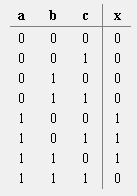 a b c x
0 0 0 0
0 0 1 0
0 1 0 0
0 1 1 0
1 0 0 1
1 0 1 1
1 1 0 1
1 1 1 0